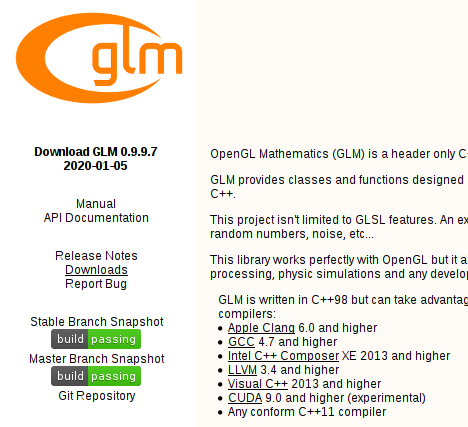 glm
Download GLM 0.9.9.7
2020-01-05
Manual
API Documentation
Release Notes
Downloads
Report Bug
Stable Branch Snapshot
build passing
Master Branch Snapshot
build passing
Git Repository
OpenGL Mathematics (GLM) is a header only C
GLM provides classes and functions designed
C++.
This project isn't limited to GLSL features. An ex
random numbers, noise, etc...
This library works perfectly with OpenGL but it a
processing, physic simulations and any develop
GLM is written in C++98 but can take advantag
compilers:
Apple Clang 6.0 and higher
GCC 4.7 and higher
Intel C++ Composer XE 2013 and higher
LLVM 3.4 and higher
Visual C++ 2013 and higher
CUDA 9.0 and higher (experimental)
Any conform C++11 compiler